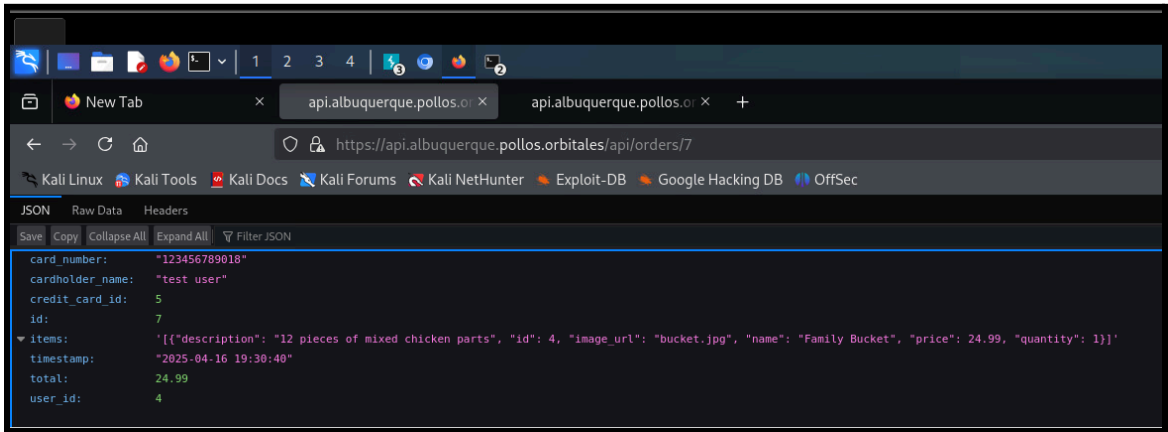 1 2 3 4 3 2
New Tab × api.albuquerque.pollos.or × api.albuquerque.pollos.or × +
https://api.albuquerque.pollos.orbitales/api/orders/7
Kali Linux Kali Tools Kali Docs Kali Forums Kali NetHunter Exploit-DB Google Hacking DB OffSec
JSON Raw Data Headers
Save Copy Collapse All Expand All Filter JSON
card_number: "123456789018"
cardholder_name: "test user"
credit_card_id: 5
id: 7
items: '[{"description": "12 pieces of mixed chicken parts", "id": 4, "image_url": "bucket.jpg", "name": "Family Bucket", "price": 24.99, "quantity": 1}]'
timestamp: "2025-04-16 19:30:40"
total: 24.99
user_id: 4